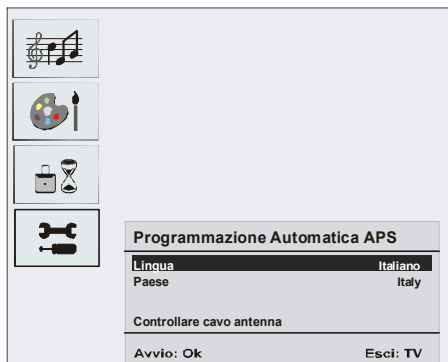 Programmazione Automatica APS
Lingua Italiano
Paese Italy
Controllare cavo antenna
Avvio: Ok Esci: TV